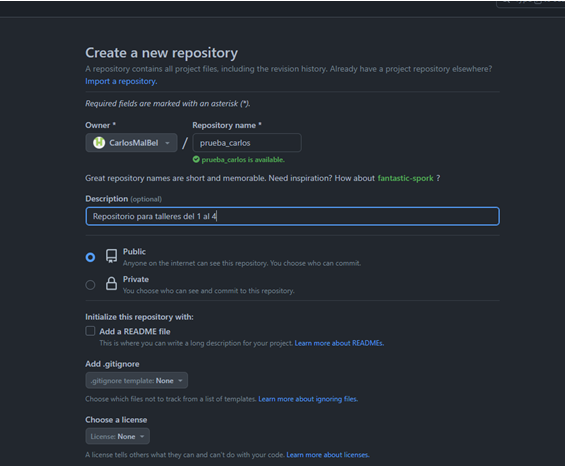 Create a new repository
A repository contains all project files, including the revision history. Already have a project repository elsewhere?
Import a repository.
Required fields are marked with an asterisk (*).
Owner * Repository name *
CarlosMalBel / prueba_carlos
prueba_carlos is available.
Great repository names are short and memorable. Need inspiration? How about fantastic-spork ?
Description (optional)
Repositorio para talleres del 1 al 4
Public
Anyone on the internet can see this repository. You choose who can commit.
Private
You choose who can see and commit to this repository.
Initialize this repository with:
Add a README file
This is where you can write a long description for your project. Learn more about READMEs.
Add .gitignore
.gitignore template: None
Choose which files not to track from a list of templates. Learn more about ignoring files.
Choose a license
License: None
A license tells others what they can and can't do with your code. Learn more about licenses.